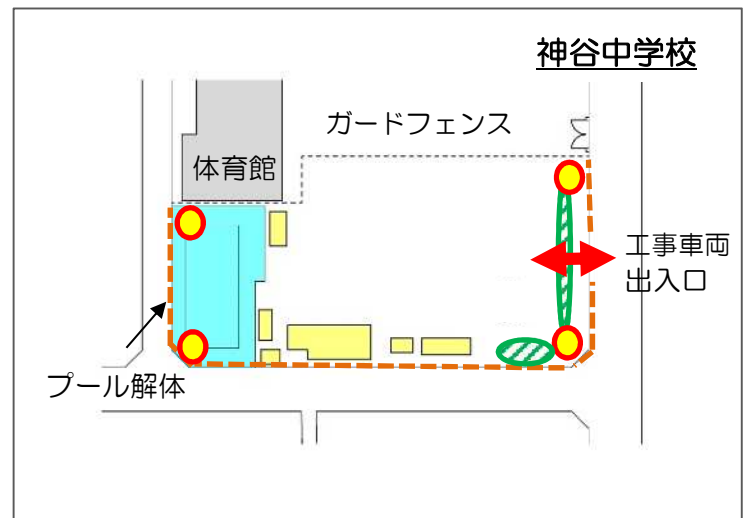 神谷中学校
ガードフェンス
体育館
工事車両
出入口
プール解体